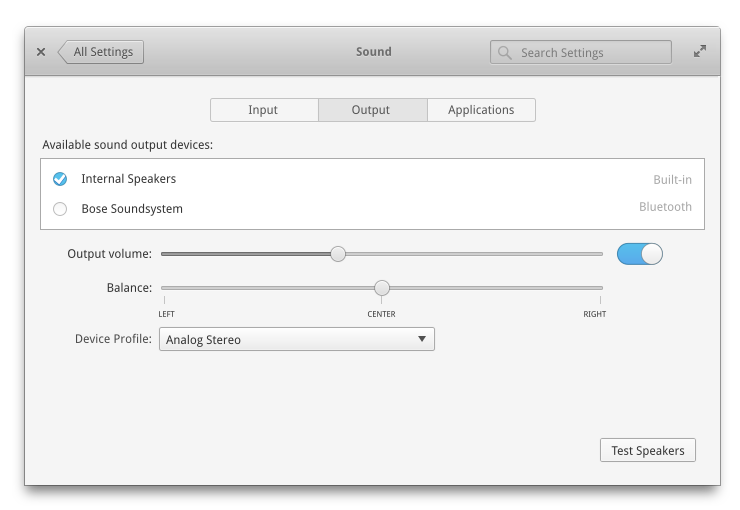 All Settings
Sound
Search Settings
Input
Output
Applications
Available sound output devices:
Internal Speakers
Built-in
Bose Soundsystem
Bluetooth
Output volume:
Balance:
LEFT
CENTER
RIGHT
Device Profile:
Analog Stereo
Test Speakers